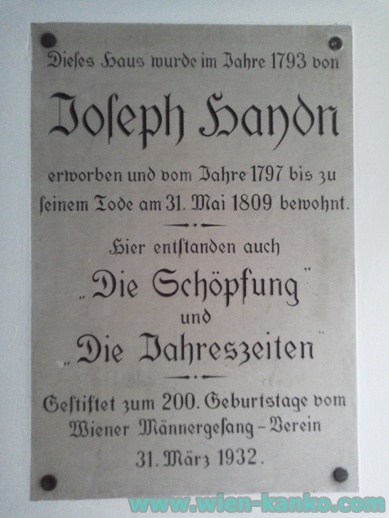 Dieses Haus wurde im Jahre 1793 von
Joseph Haydn
erworben und vom Jahre 1797 bis zu
seinem Tode am 31. Mai 1809 bewohnt.
Hier entstanden auch
„Die Schöpfung"
und
„Die Jahreszeiten"
Gestiftet zum 200. Geburtstage vom
Wiener Männergesang-Verein
31. März 1932.
www.wien-kanko.com